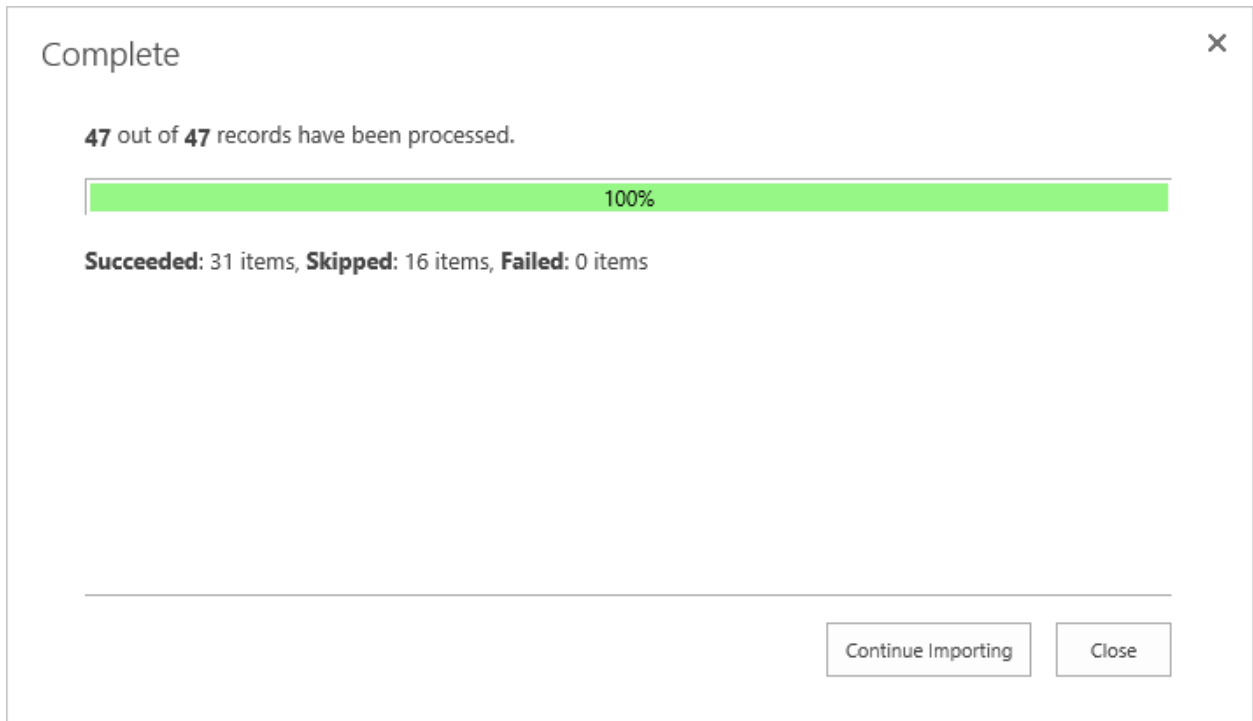 Complete
47 out of 47 records have been processed.
100%
Succeeded: 31 items, Skipped: 16 items, Failed: 0 items
Continue Importing Close